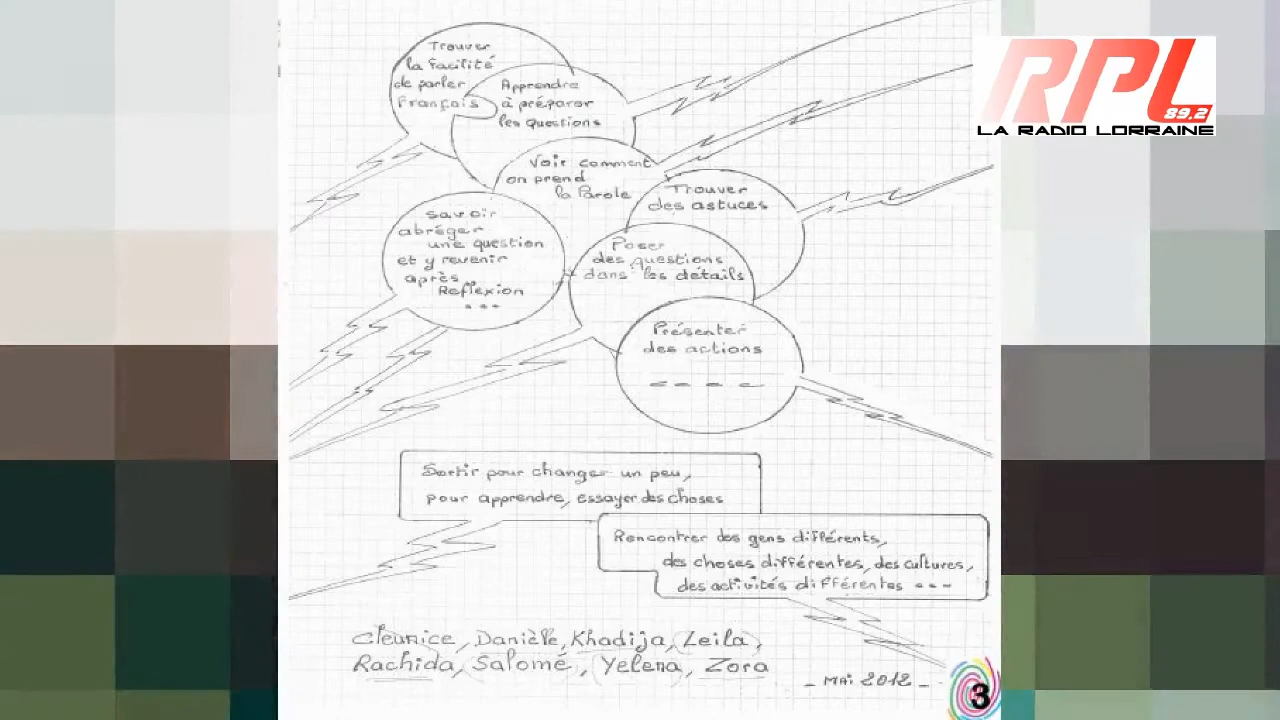 Trouver
la facilité
de parler
Français
Apprendre
à préparer
les questions
Voir comment
on prend
la Parole
Trouver
des astuces
Savoir
abréger
une question
et y revenir
après
Reflexion
...
Poser
des questions
dans les détails
Présenter
des actions
Sortir pour changer un peu,
pour apprendre, essayer des choses
Rencontrer des gens différents,
des choses différentes, des cultures,
des activités différentes ...
Cleunice, Danièle, Khadija, Leila,
Rachida, Salomé, Yelena, Zora
- MAI 2012 -
3
RPL
89.2
LA RADIO LORRAINE